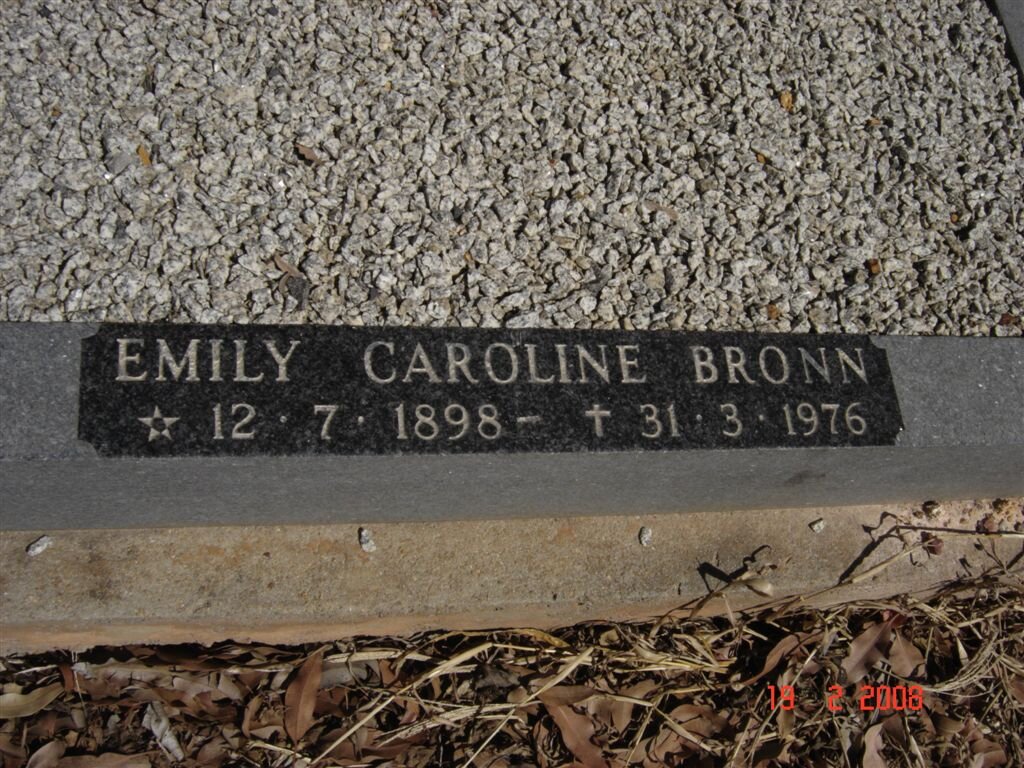 EMILY CAROLINE BRONN
☆ 12 · 7 · 1898 - † 31 · 3 · 1976
19 2 2008